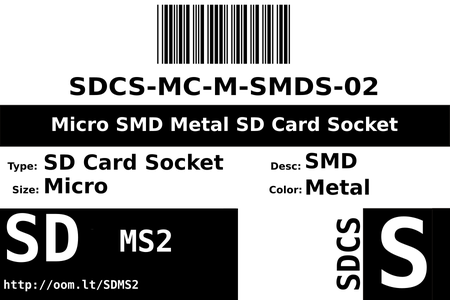 SDCS-MC-M-SMDS-02
Micro SMD Metal SD Card Socket
Type: SD Card Socket
Desc: SMD
Size: Micro
Color: Metal
SD
MS2
http://oom.lt/SDMS2
SDCS
S